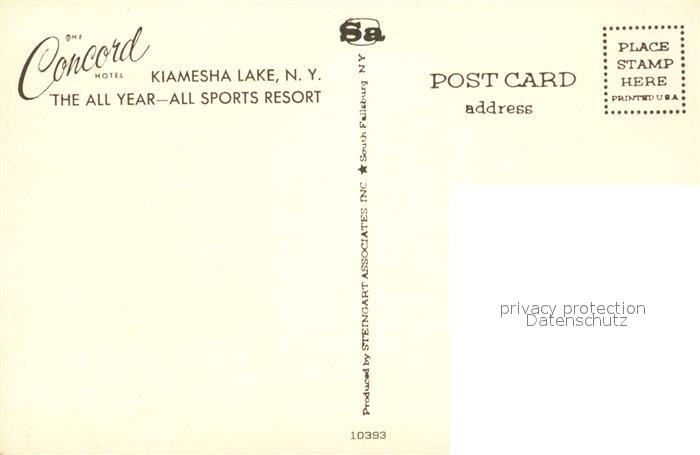 THE
Concord
HOTEL
KIAMESHA LAKE, N. Y.
THE ALL YEAR—ALL SPORTS RESORT
Sa
Produced by STEINGART ASSOCIATES INC ★ South Fallsburg NY
10393
POST CARD
address
PLACE
STAMP
HERE
PRINTED U S A
privacy protection
Datenschutz